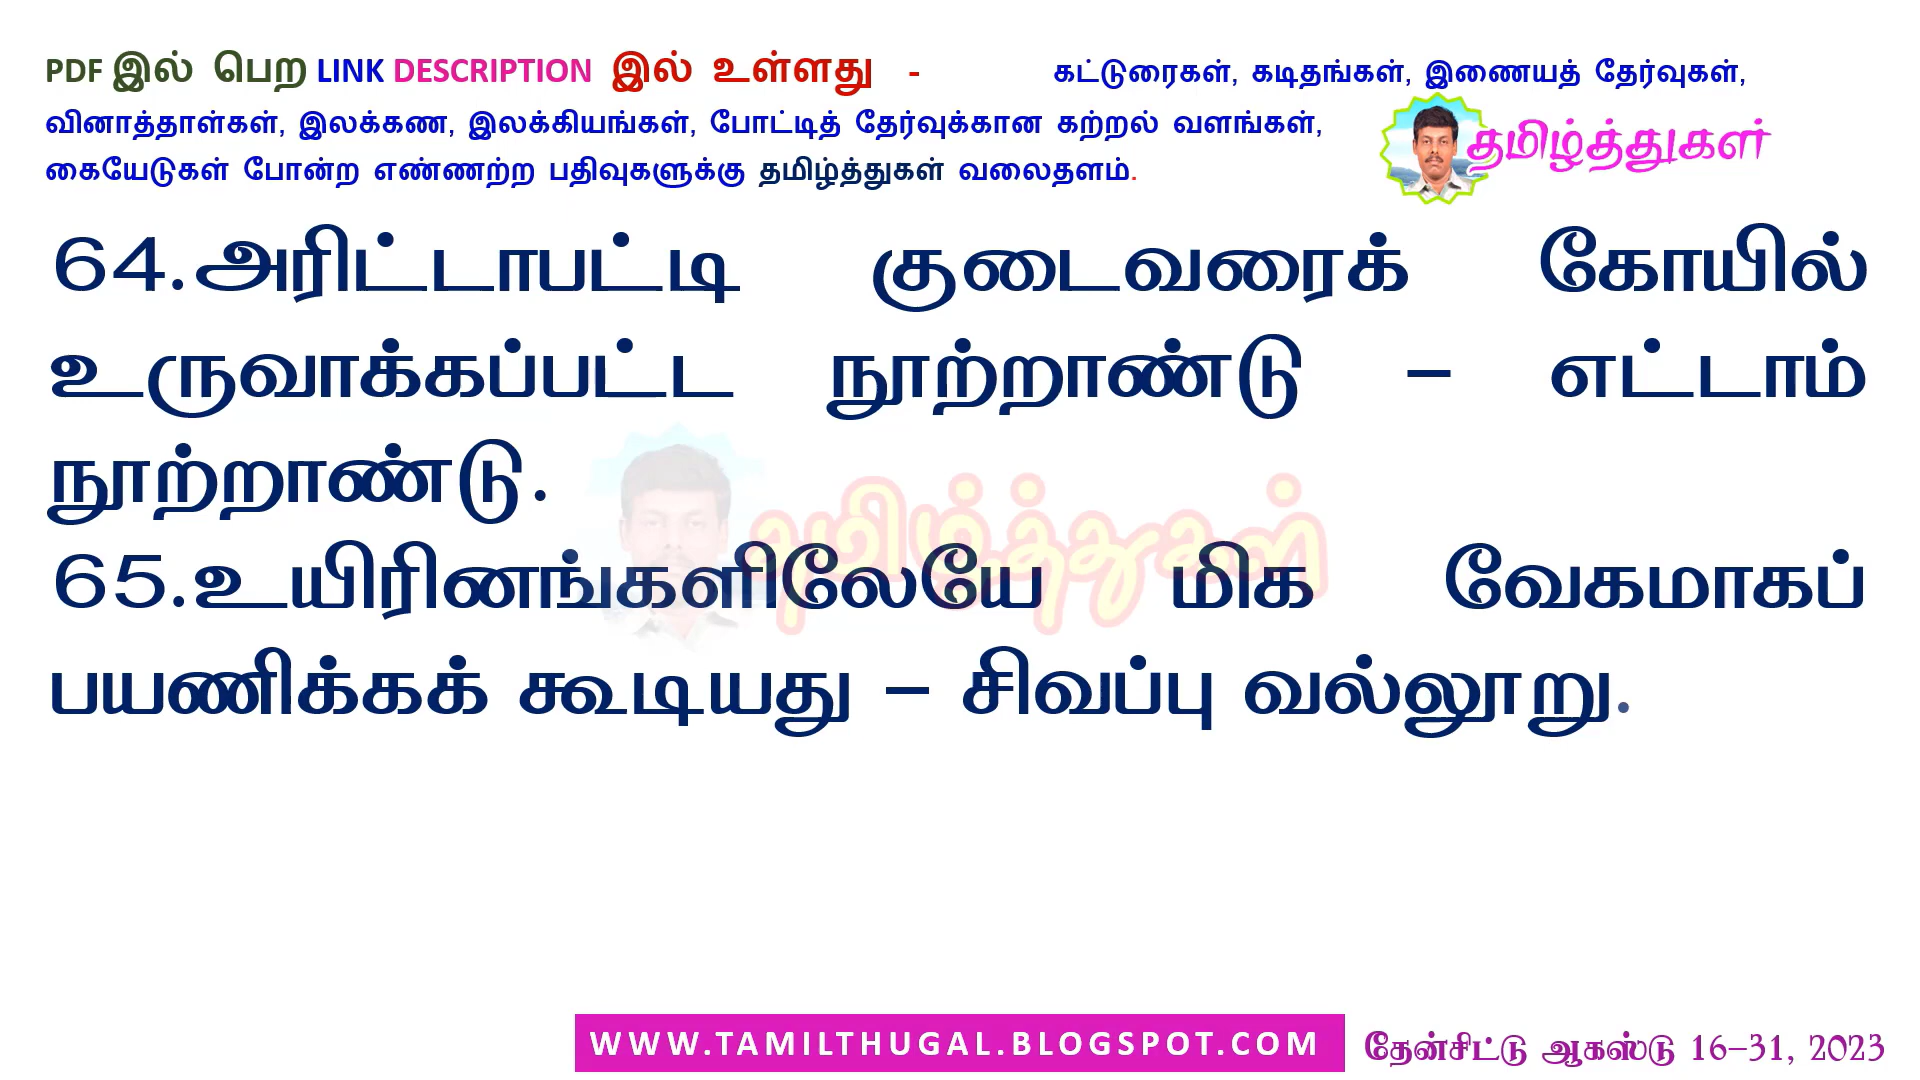 PDF இல் பெற LINK DESCRIPTION இல் உள்ளது - கட்டுரைகள், கடிதங்கள், இணையத் தேர்வுகள்,
வினாத்தாள்கள், இலக்கண, இலக்கியங்கள், போட்டித் தேர்வுக்கான கற்றல் வளங்கள்,
கையேடுகள் போன்ற எண்ணற்ற பதிவுகளுக்கு தமிழ்த்துகள் வலைதளம்.
தமிழ்த்துகள்
64.அரிட்டாபட்டி குடைவரைக் கோயில்
உருவாக்கப்பட்ட நூற்றாண்டு – எட்டாம்
நூற்றாண்டு.
தமிழ்த்துகள்
65.உயிரினங்களிலேயே மிக வேகமாகப்
பயணிக்கக் கூடியது – சிவப்பு வல்லூறு.
WWW.TAMILTHUGAL.BLOGSPOT.COM
தேன்சிட்டு ஆகஸ்டு 16–31, 2023